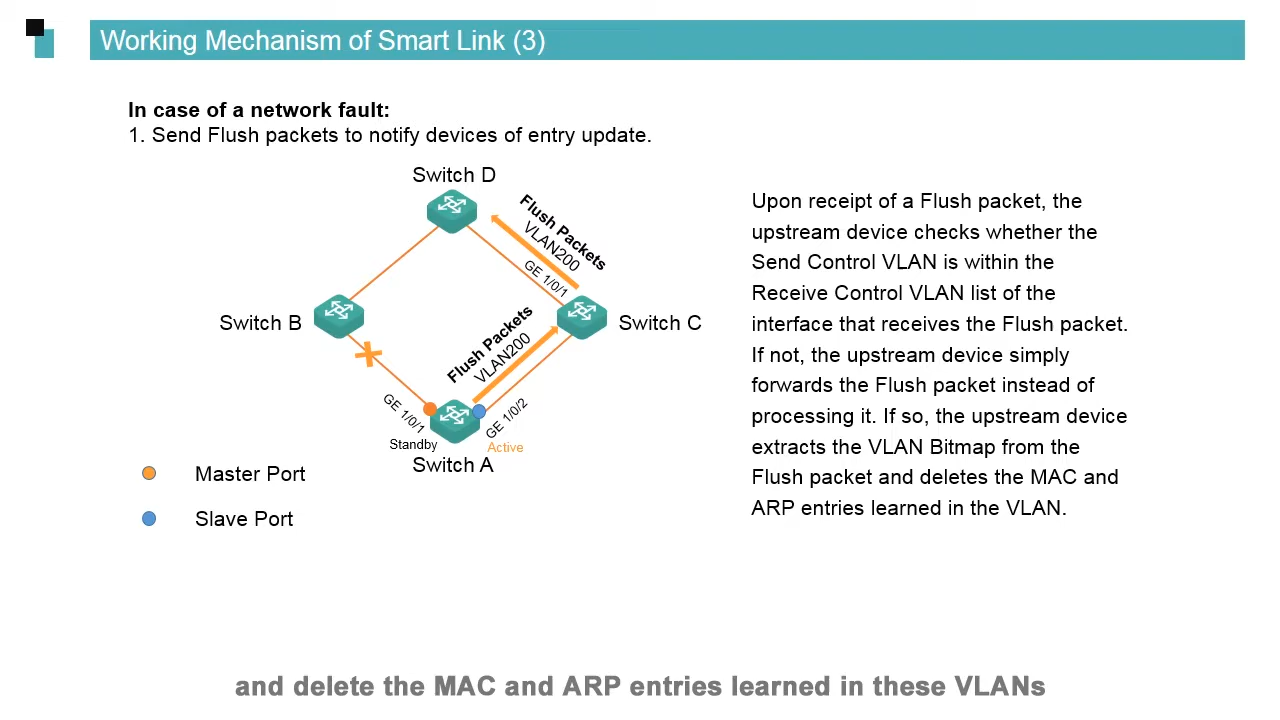 Working Mechanism of Smart Link (3)
In case of a network fault:
1. Send Flush packets to notify devices of entry update.
Switch D
Flush Packets
VLAN200
GE 1/0/1
Switch B
Switch C
Flush Packets
VLAN200
GE 1/0/1
Standby
GE 1/0/2
Active
Switch A
Master Port
Slave Port
Upon receipt of a Flush packet, the
upstream device checks whether the
Send Control VLAN is within the
Receive Control VLAN list of the
interface that receives the Flush packet.
If not, the upstream device simply
forwards the Flush packet instead of
processing it. If so, the upstream device
extracts the VLAN Bitmap from the
Flush packet and deletes the MAC and
ARP entries learned in the VLAN.
and delete the MAC and ARP entries learned in these VLANs